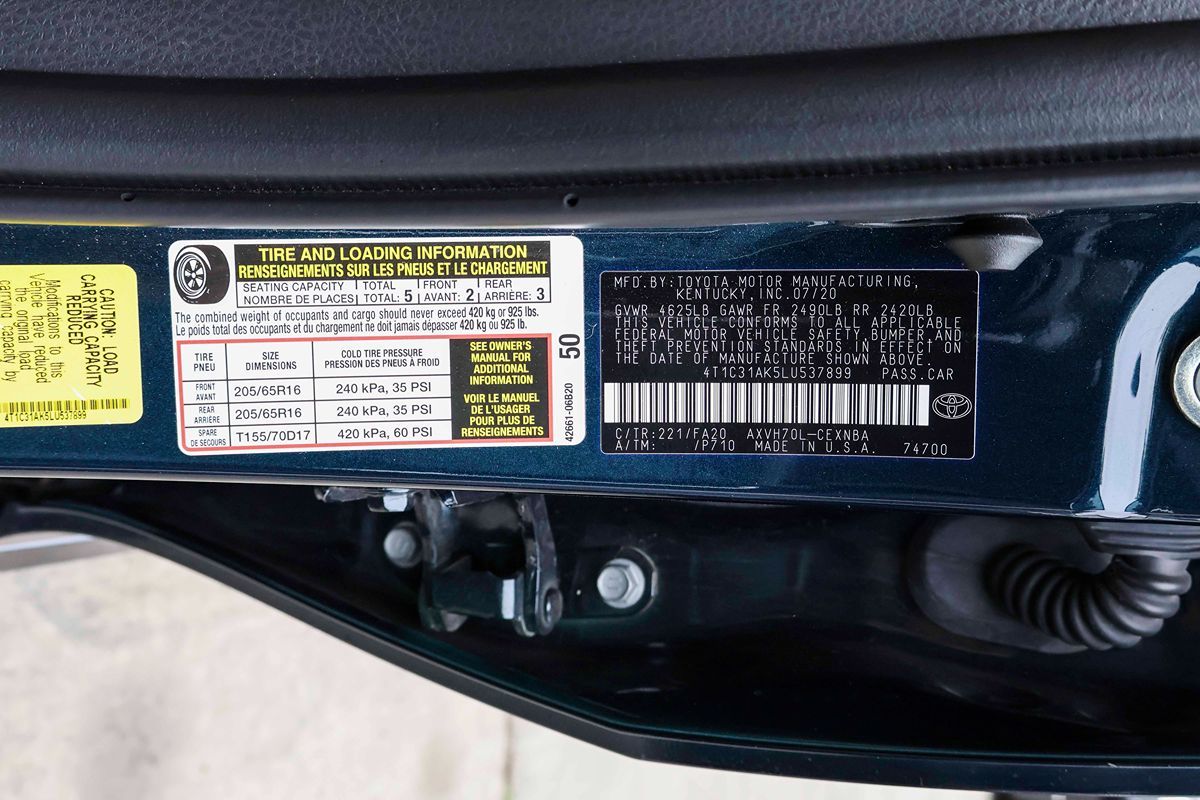 CAUTION: LOAD
CARRYING CAPACITY
REDUCED
Modifications to this
Vehicle have reduced
the original load
carrying capacity by
4T1C31AK5LU537899
TIRE AND LOADING INFORMATION
RENSEIGNEMENTS SUR LES PNEUS ET LE CHARGEMENT
SEATING CAPACITY TOTAL: 5 FRONT 2 REAR 3
NOMBRE DE PLACES AVANT: ARRIÈRE:
The combined weight of occupants and cargo should never exceed 420 kg or 925 lbs.
Le poids total des occupants et du chargement ne doit jamais dépasser 420 kg ou 925 lb.
TIRE SIZE COLD TIRE PRESSURE
PNEU DIMENSIONS PRESSION DES PNEUS À FROID
FRONT
AVANT 205/65R16 240 kPa, 35 PSI
REAR
ARRIÈRE 205/65R16 240 kPa, 35 PSI
SPARE
DE SECOURS T155/70D17 420 kPa, 60 PSI
SEE OWNER'S
MANUAL FOR
ADDITIONAL
INFORMATION
VOIR LE MANUEL
DE L'USAGER
POUR PLUS DE
RENSEIGNEMENTS
50
42661-06B20
MFD.BY:TOYOTA MOTOR MANUFACTURING,
KENTUCKY, INC.07/20
GVWR 4625LB GAWR FR 2490LB RR 2420LB
THIS VEHICLE CONFORMS TO ALL APPLICABLE
FEDERAL MOTOR VEHICLE SAFETY,BUMPER,AND
THEFT PREVENTION STANDARDS IN EFFECT ON
THE DATE OF MANUFACTURE SHOWN ABOVE.
4T1C31AK5LU537899 PASS.CAR
C/TR:221/FA20 AXVH70L-CEXNBA
A/TM: /P710 MADE IN U.S.A. 74700